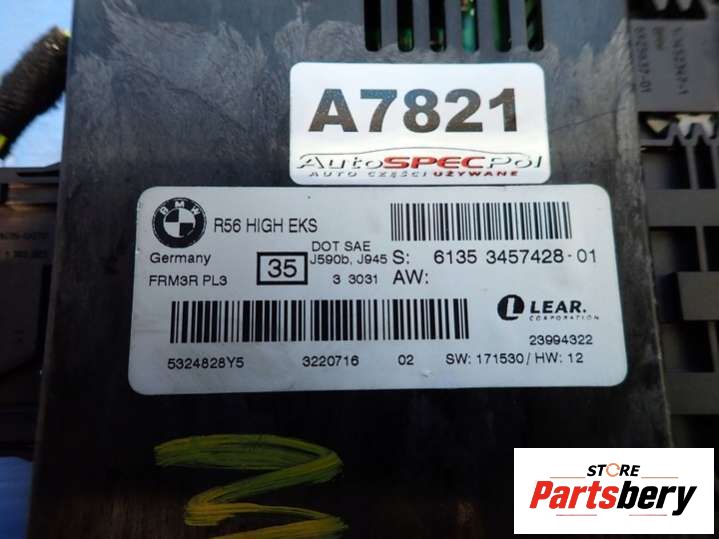 A7821
AutoSPECPol
AUTO CZĘŚCI UŻYWANE
BMW
R56 HIGH EKS
Germany
FRM3R PL3
35
DOT SAE
J590b, J945
3 3031
S: 6135 3457428-01
AW:
LEAR.
CORPORATION
23994322
5324828Y5 3220716 02 SW: 171530 / HW: 12
STORE
Partsbery